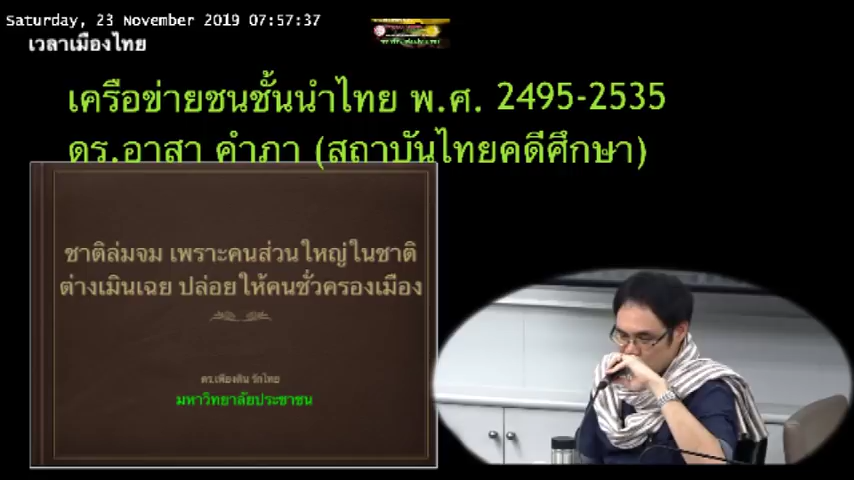 Saturday, 23 November 2019 07:57:37
เวลาเมืองไทย
เครือข่ายชนชั้นนำไทย พ.ศ. 2495-2535
ดร.อาสา คำภา (สถาบันไทยคดีศึกษา)
ชาติล่มจม เพราะคนส่วนใหญ่ในชาติ
ต่างเมินเฉย ปล่อยให้คนชั่วครองเมือง
ดร.เพียงดิน รักไทย
มหาวิทยาลัยประชาชน